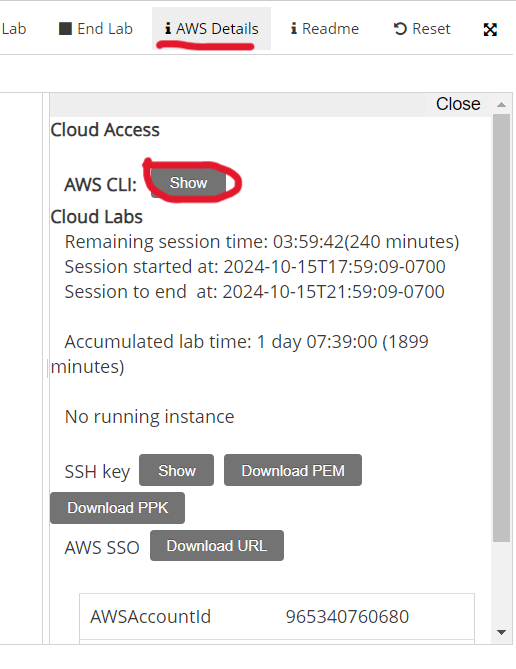 Lab End Lab AWS Details Readme Reset
Close
Cloud Access
AWS CLI: Show
Cloud Labs
Remaining session time: 03:59:42(240 minutes)
Session started at: 2024-10-15T17:59:09-0700
Session to end at: 2024-10-15T21:59:09-0700
Accumulated lab time: 1 day 07:39:00 (1899
minutes)
No running instance
SSH key Show Download PEM
Download PPK
AWS SSO Download URL
AWSAccountId 965340760680